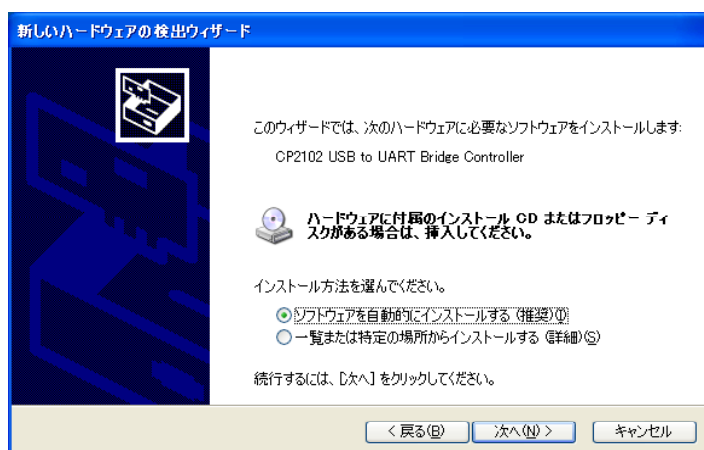 新しいハードウェアの検出ウィザード
このウィザードでは、次のハードウェアに必要なソフトウェアをインストールします:
CP2102 USB to UART Bridge Controller
ハードウェアに付属のインストール CD またはフロッピー ディ
スクがある場合は、挿入してください。
インストール方法を選んでください。
ソフトウェアを自動的にインストールする (推奨)(I)
一覧または特定の場所からインストールする (詳細)(S)
続行するには、[次へ] をクリックしてください。
< 戻る(B) 次へ(N) > キャンセル